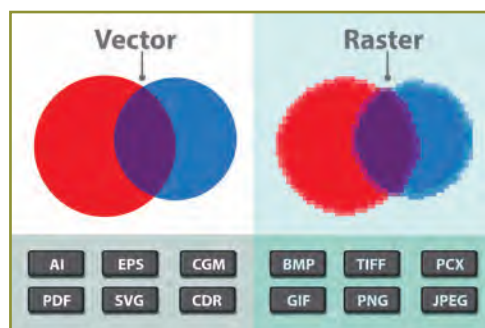 Vector
Raster
AI EPS CGM
PDF SVG CDR
BMP TIFF PCX
GIF PNG JPEG